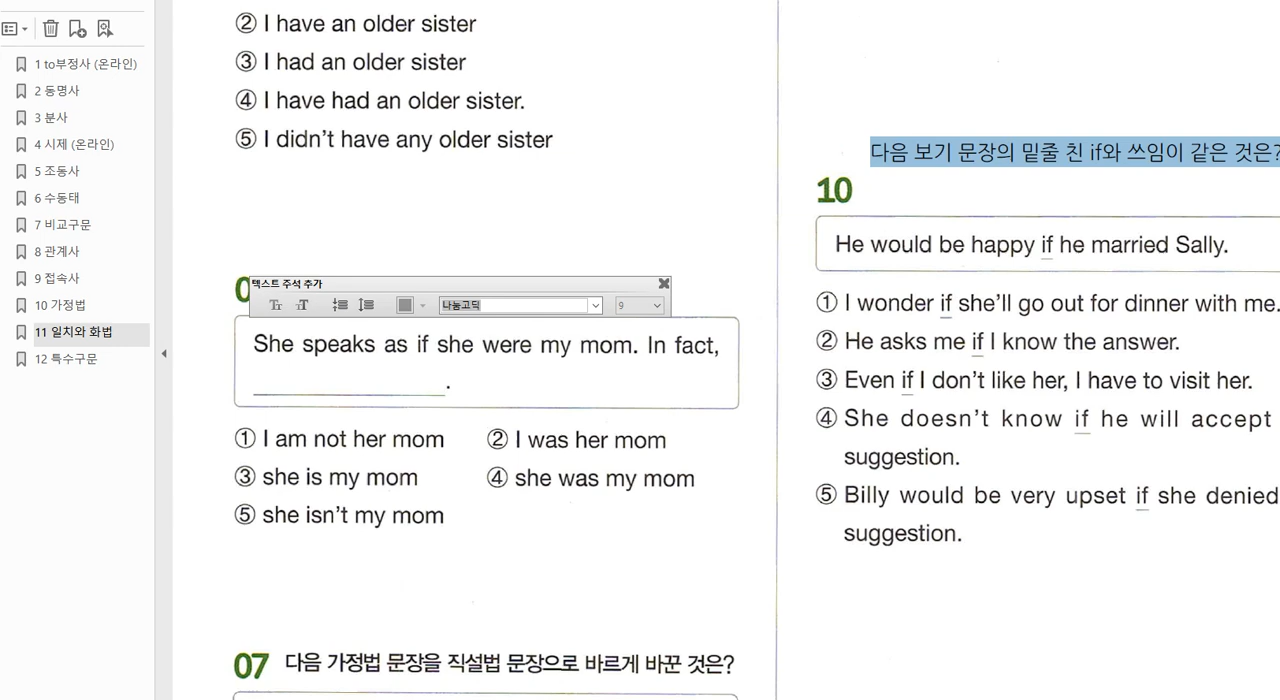 1 to부정사 (온라인)
2 동명사
3 분사
4 시제 (온라인)
5 조동사
6 수동태
7 비교구문
8 관계사
9 접속사
10 가정법
11 일치와 화법
12 특수구문
② I have an older sister
③ I had an older sister
④ I have had an older sister.
⑤ I didn't have any older sister
0
텍스트 주석 추가
나눔고딕
9
She speaks as if she were my mom. In fact,
____________.
① I am not her mom ② I was her mom
③ she is my mom ④ she was my mom
⑤ she isn't my mom
07 다음 가정법 문장을 직설법 문장으로 바르게 바꾼 것은?
다음 보기 문장의 밑줄 친 if와 쓰임이 같은 것은?
10
He would be happy if he married Sally.
① I wonder if she'll go out for dinner with me.
② He asks me if I know the answer.
③ Even if I don't like her, I have to visit her.
④ She doesn't know if he will accept
suggestion.
⑤ Billy would be very upset if she denied
suggestion.